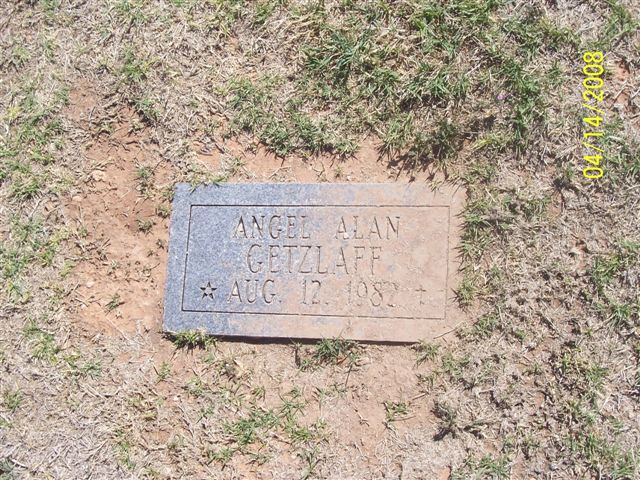 ANGEL ALAN
GETZLAFF
☆ AUG. 12, 1982 ✝
04/14/2008